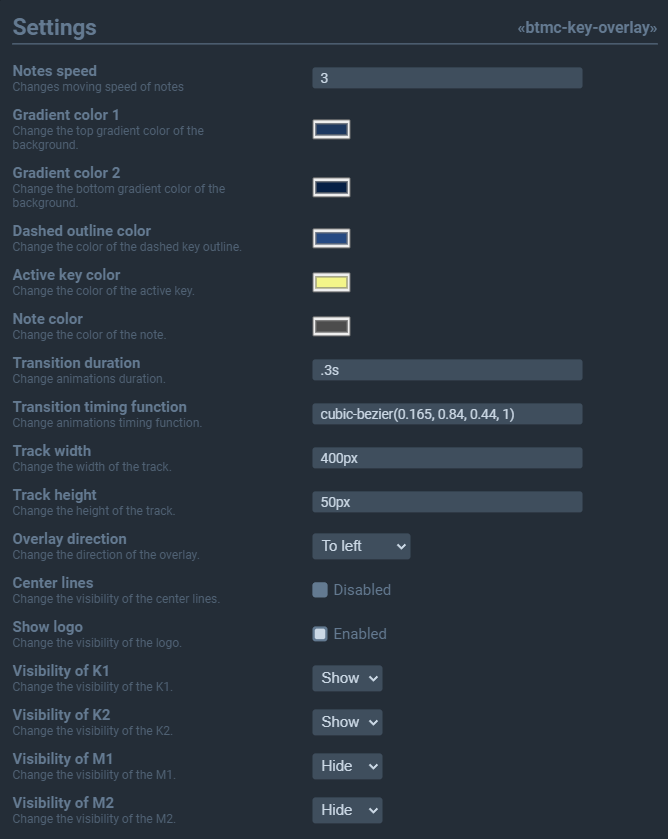 Settings
«btmc-key-overlay»
Notes speed
Changes moving speed of notes
3
Gradient color 1
Change the top gradient color of the
background.
Gradient color 2
Change the bottom gradient color of the
background.
Dashed outline color
Change the color of the dashed key outline.
Active key color
Change the color of the active key.
Note color
Change the color of the note.
Transition duration
Change animations duration.
.3s
Transition timing function
Change animations timing function.
cubic-bezier(0.165, 0.84, 0.44, 1)
Track width
Change the width of the track.
400px
Track height
Change the height of the track.
50px
Overlay direction
Change the direction of the overlay.
To left
Center lines
Change the visibility of the center lines.
Disabled
Show logo
Change the visibility of the logo.
Enabled
Visibility of K1
Change the visibility of the K1.
Show
Visibility of K2
Change the visibility of the K2.
Show
Visibility of M1
Change the visibility of the M1.
Hide
Visibility of M2
Change the visibility of the M2.
Hide